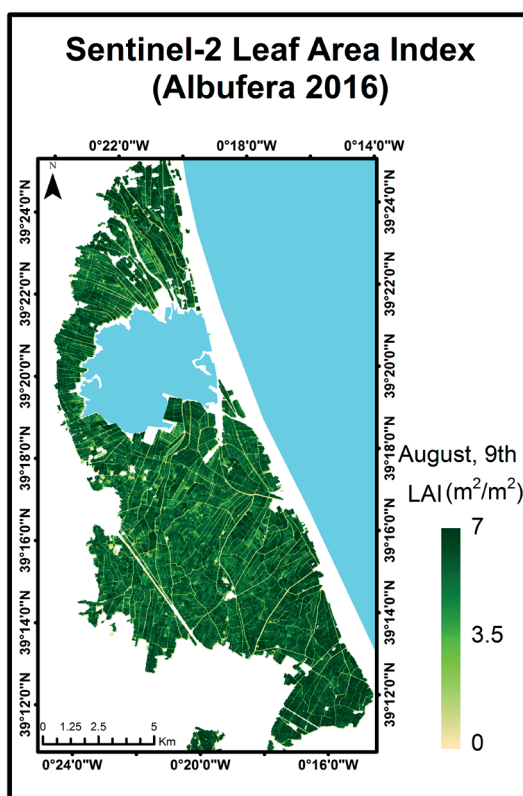 Sentinel-2 Leaf Area Index
(Albufera 2016)
0°22'0"W 0°18'0"W 0°14'0"W
N
39°24'0"N 39°24'0"N
39°22'0"N 39°22'0"N
39°20'0"N 39°20'0"N
39°18'0"N 39°18'0"N
39°16'0"N 39°16'0"N
39°14'0"N 39°14'0"N
39°12'0"N 39°12'0"N
August, 9th
LAI (m²/m²)
7
3.5
0
0 1.25 2.5 5
Km
0°24'0"W 0°20'0"W 0°16'0"W